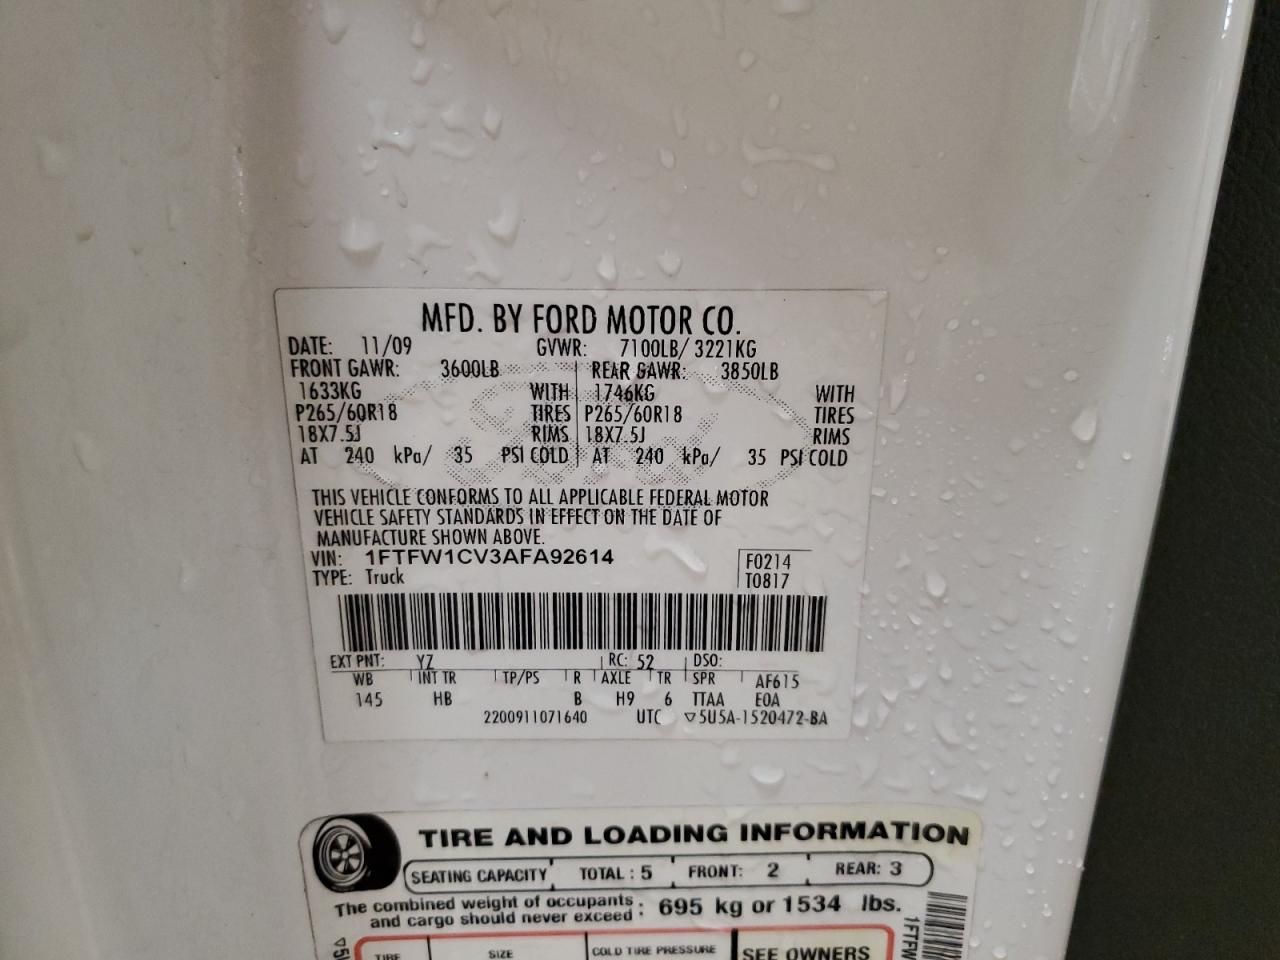 MFD. BY FORD MOTOR CO.
DATE: 11/09 GVWR: 7100LB/ 3221KG
FRONT GAWR: 3600LB REAR GAWR: 3850LB
1633KG WITH 1746KG WITH
P265/60R18 TIRES P265/60R18 TIRES
18X7.5J RIMS 18X7.5J RIMS
AT 240 kPa/ 35 PSI COLD AT 240 kPa/ 35 PSI COLD
THIS VEHICLE CONFORMS TO ALL APPLICABLE FEDERAL MOTOR
VEHICLE SAFETY STANDARDS IN EFFECT ON THE DATE OF
MANUFACTURE SHOWN ABOVE.
VIN: 1FTFW1CV3AFA92614 F0214
TYPE: Truck T0817
EXT PNT: YZ RC: 52 DSO:
WB INT TR TP/PS R AXLE TR SPR AF615
145 HB B H9 6 TTAA E0A
2200911071640 UTC ▽5U5A-1520472-BA
TIRE AND LOADING INFORMATION
SEATING CAPACITY TOTAL : 5 FRONT: 2 REAR: 3
The combined weight of occupants : 695 kg or 1534 lbs.
and cargo should never exceed :
1FTFW
TIRE SIZE COLD TIRE PRESSURE SEE OWNERS